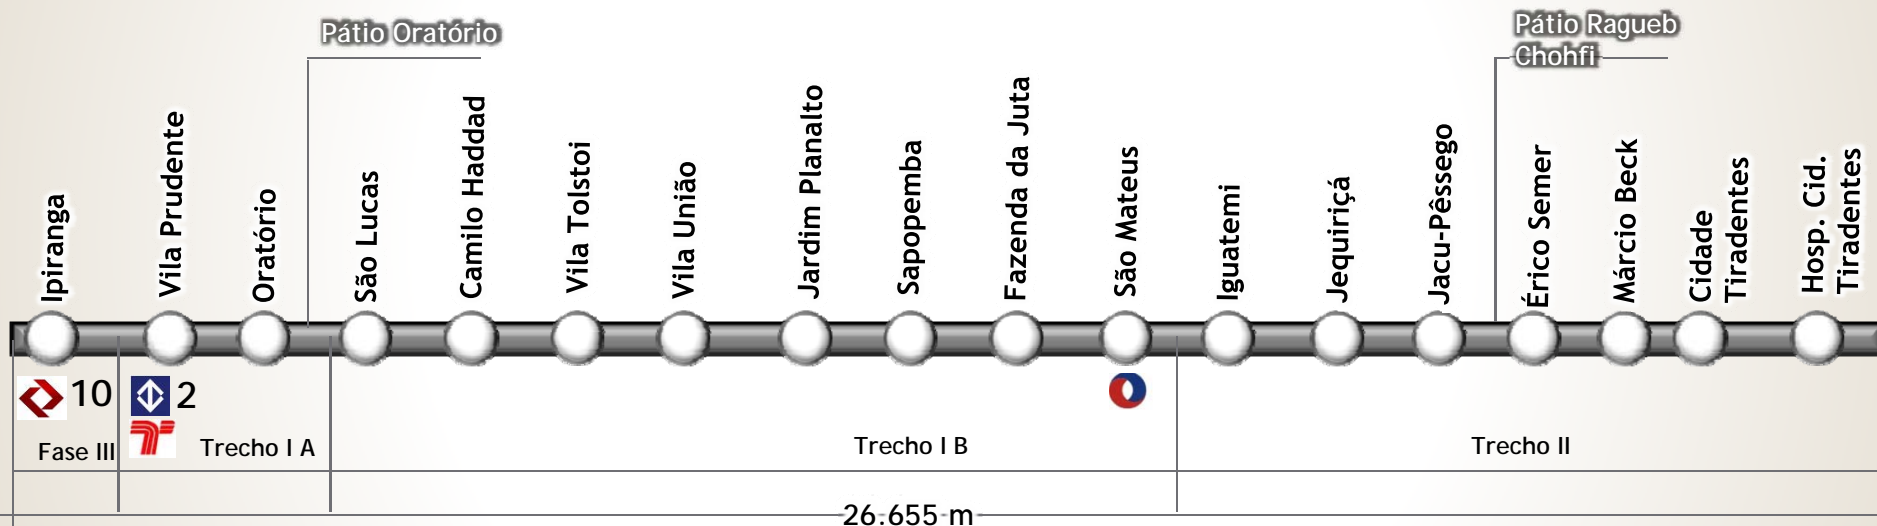 Pátio Oratório
Pátio Ragueb
Chohfi
Ipiranga
Vila Prudente
Oratório
São Lucas
Camilo Haddad
Vila Tolstoi
Vila União
Jardim Planalto
Sapopemba
Fazenda da Juta
São Mateus
Iguatemi
Jequiriçá
Jacu-Pêssego
Érico Semer
Márcio Beck
Cidade
Tiradentes
Hosp. Cid.
Tiradentes
10
2
Fase III
Trecho I A
Trecho I B
Trecho II
26.655 m